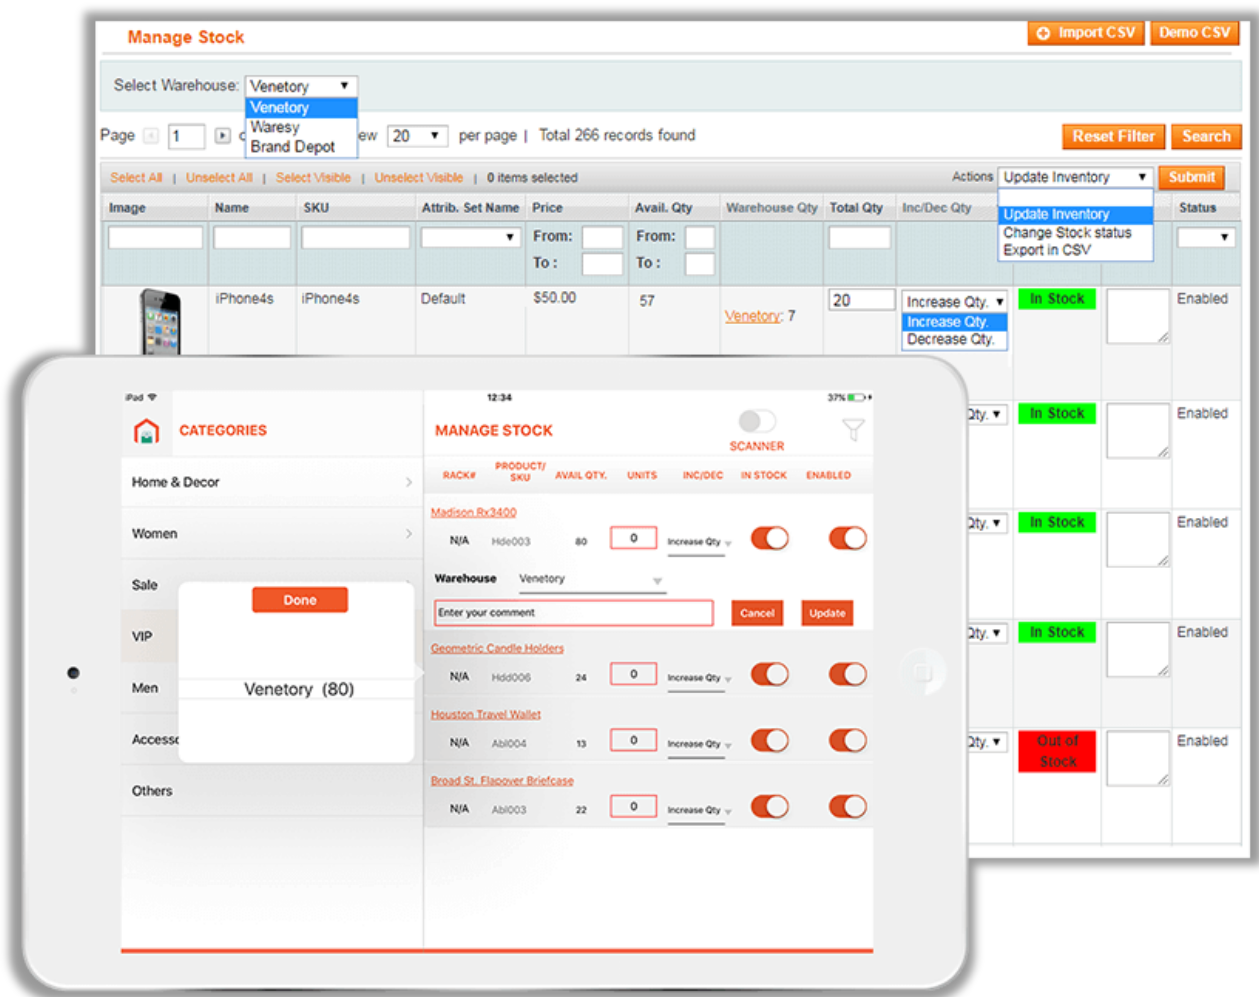 Manage Stock
Import CSV
Demo CSV
Select Warehouse: Venetory
Venetory
Waresy
Brand Depot
Page 1 ew 20 per page | Total 266 records found
Reset Filter
Search
Select All | Unselect All | Select Visible | Unselect Visible | 0 items selected
Actions Update Inventory Submit
Update Inventory
Change Stock status
Export in CSV
Image Name SKU Attrib. Set Name Price Avail. Qty Warehouse Qty Total Qty Inc/Dec Qty Status
From: From:
To : To :
iPhone4s iPhone4s Default $50.00 57 Venetory: 7 20 Increase Qty. In Stock Enabled
Increase Qty.
Decrease Qty.
Qty. In Stock Enabled
Qty. In Stock Enabled
Qty. In Stock Enabled
Qty. Out of Stock Enabled
iPad 12:34 37%
CATEGORIES
Home & Decor
Women
Sale
VIP
Men
Accesso
Others
Done
Venetory (80)
MANAGE STOCK
SCANNER
RACK# PRODUCT/ SKU AVAIL QTY. UNITS INC/DEC IN STOCK ENABLED
Madison Rx3400
N/A Hde003 80 0 Increase Qty
Warehouse Venetory
Enter your comment Cancel Update
Geometric Candle Holders
N/A Hdd006 24 0 Increase Qty
Houston Travel Wallet
N/A Abl004 13 0 Increase Qty
Broad St. Flapover Briefcase
N/A Abl003 22 0 Increase Qty